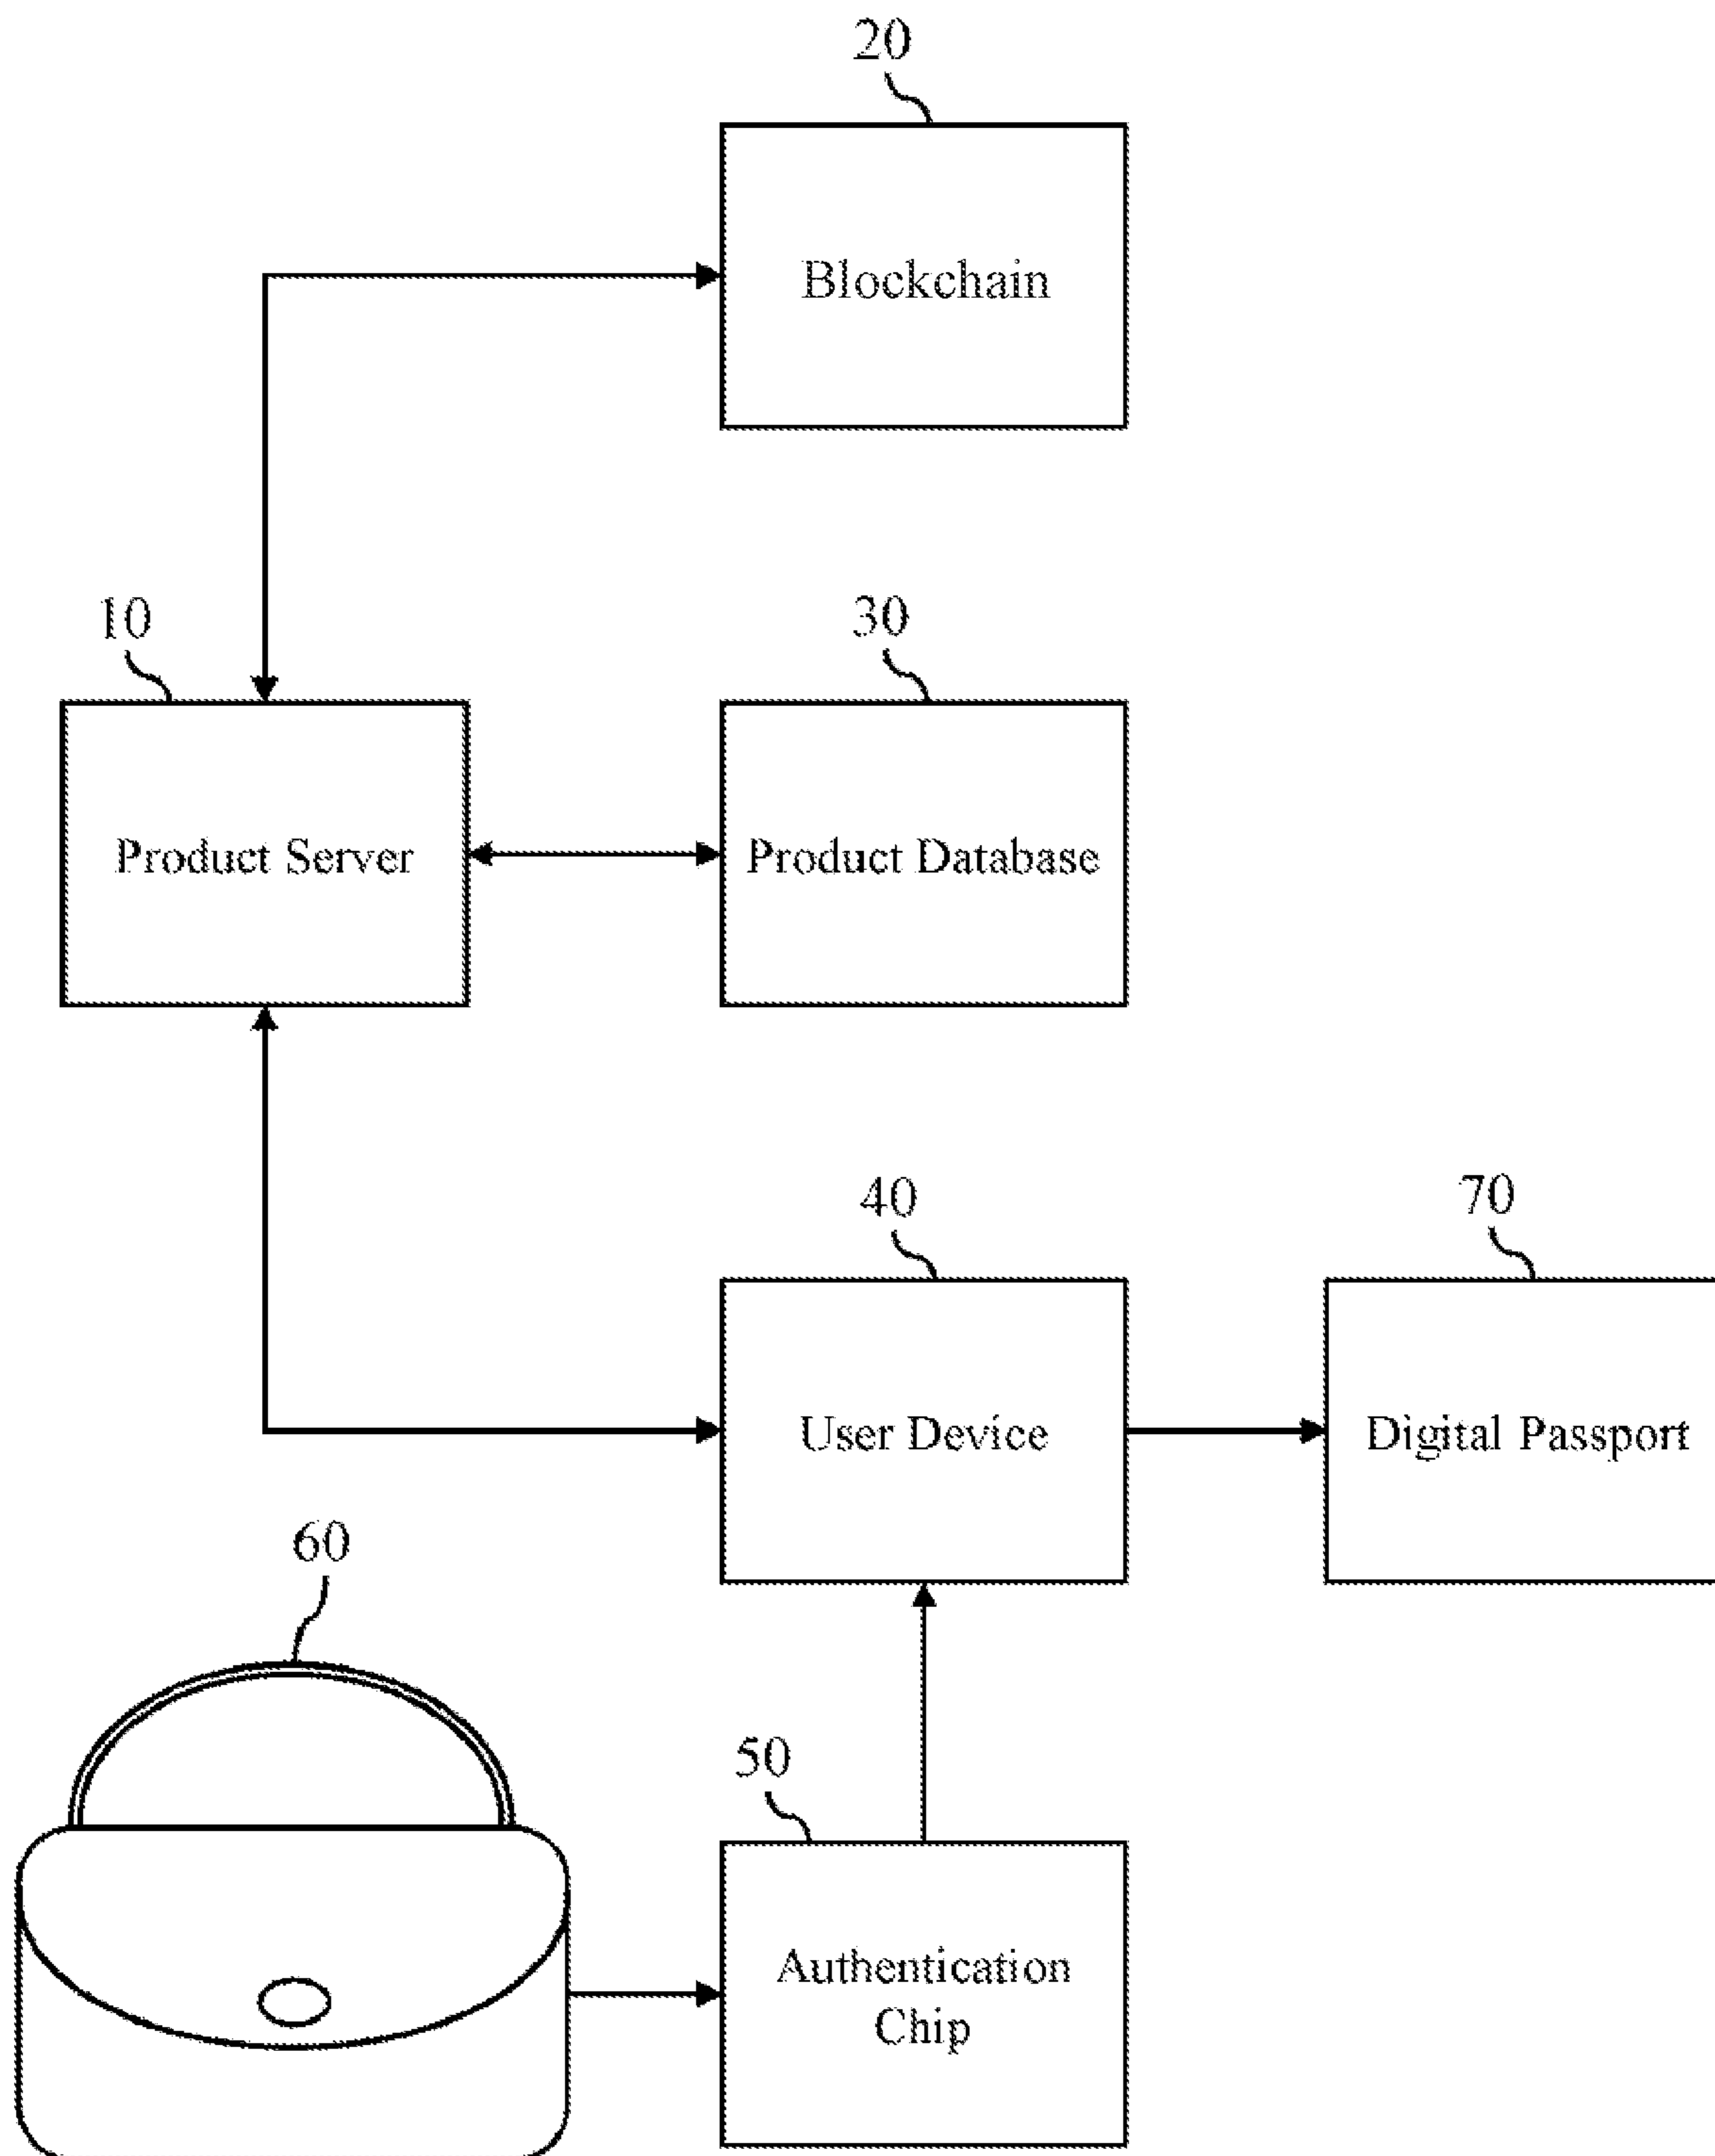 20
Blockchain
10
30
Product Server
Product Database
40
70
User Device
Digital Passport
60
50
Authentication
Chip